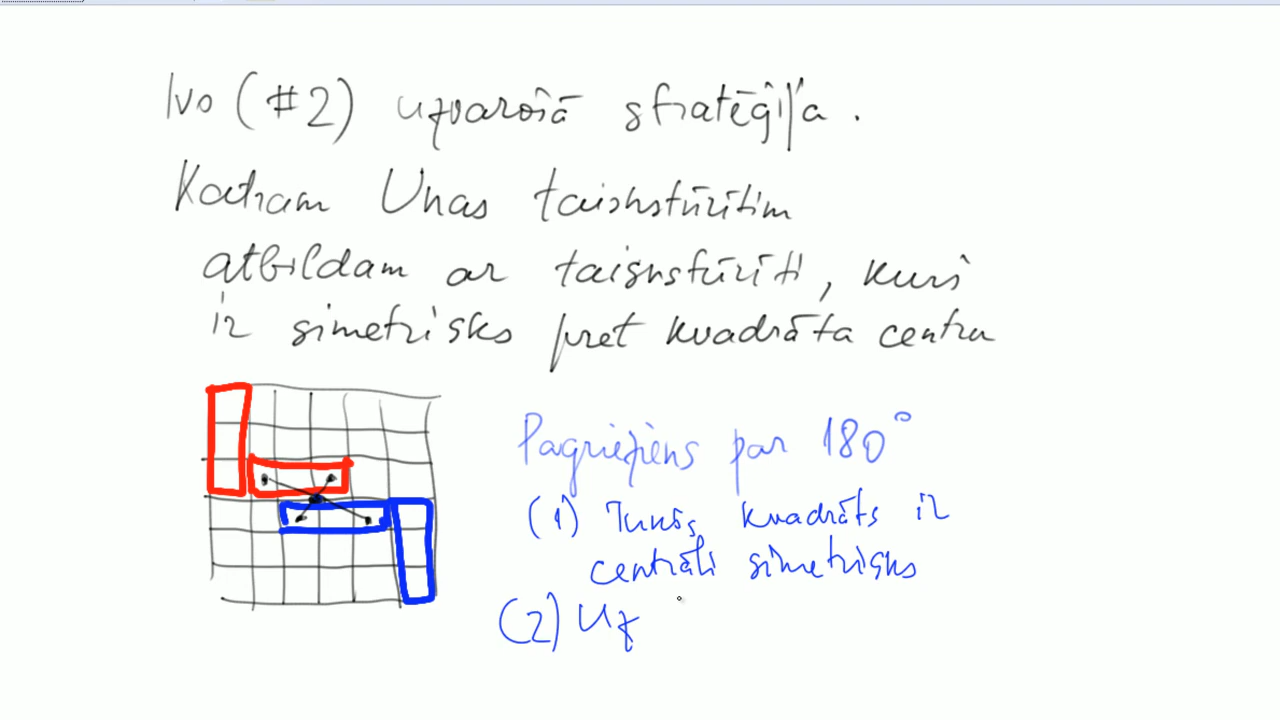 Ivo (#2) uzvarošā stratēģija.
Katram Unas taisnstūrītim
atbildam ar taisnstūrīti, kurš
ir simetrisks pret kvadrāta centru
Pagrieziens par 180°
(1) Tukšs kvadrāts ir
centrāli simetrisks
(2) Uz